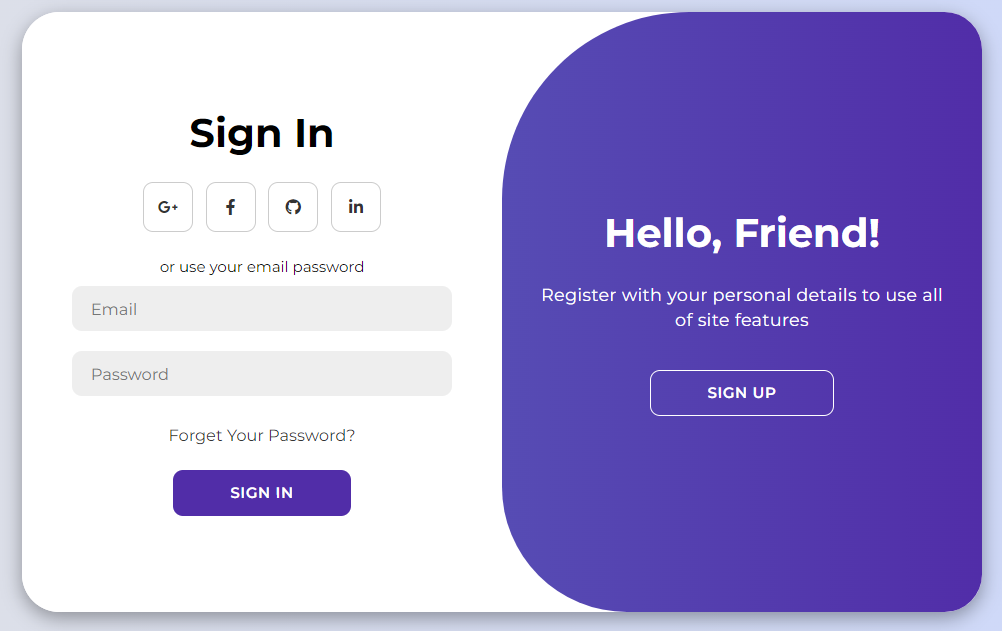 Sign In
G+ f in
or use your email password
Email
Password
Forget Your Password?
SIGN IN
Hello, Friend!
Register with your personal details to use all
of site features
SIGN UP